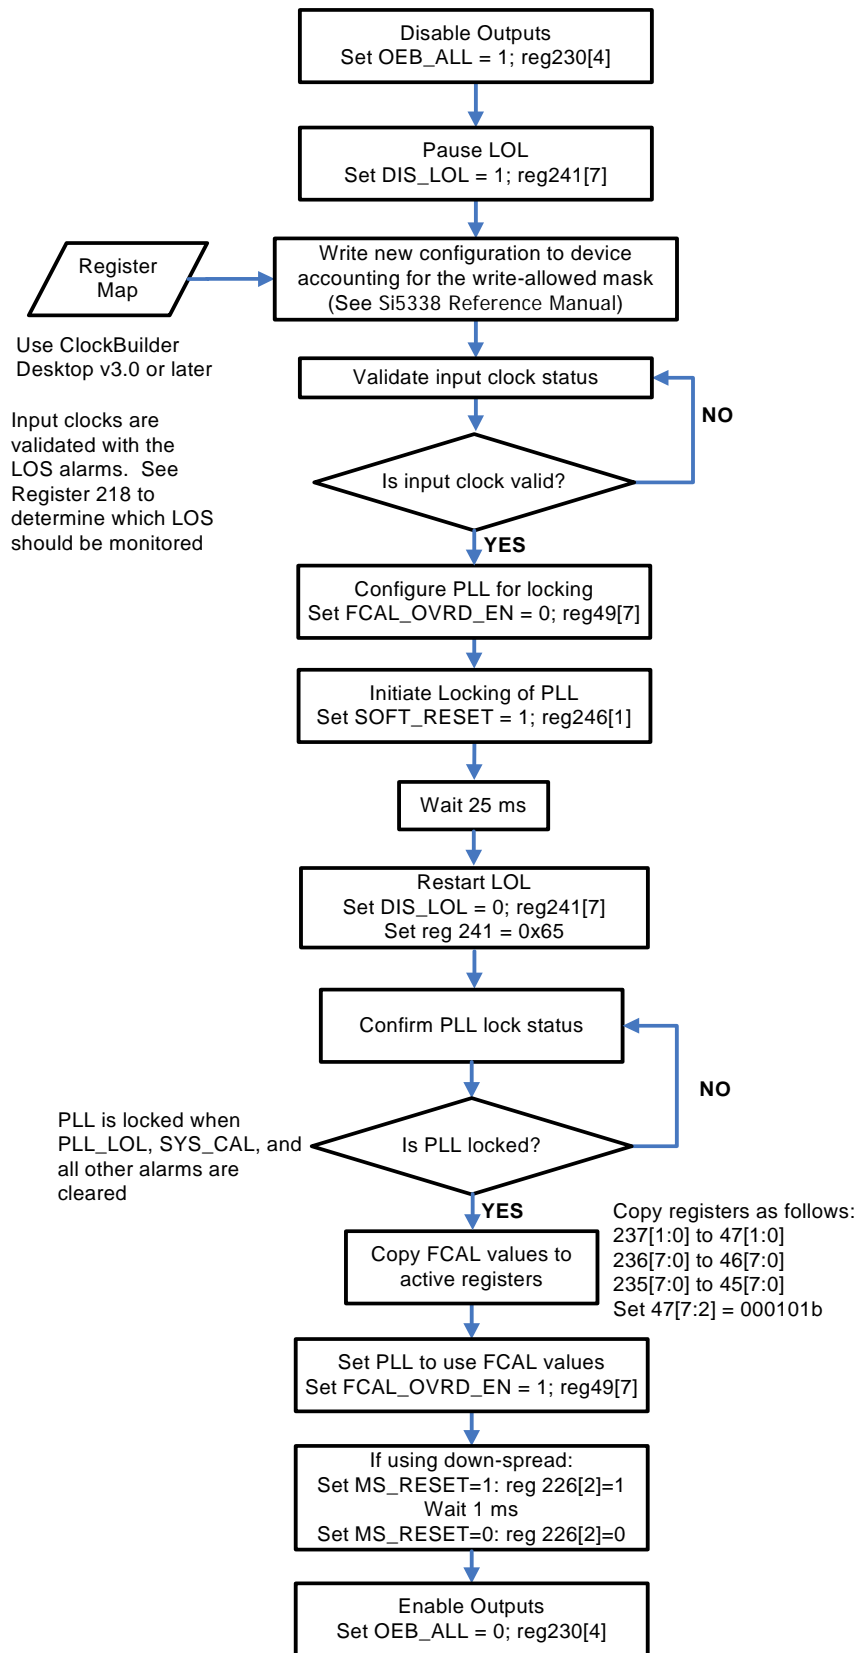 Disable Outputs
Set OEB_ALL = 1; reg230[4]
Pause LOL
Set DIS_LOL = 1; reg241[7]
Register
Map
Write new configuration to device
accounting for the write-allowed mask
(See Si5338 Reference Manual)
Use ClockBuilder
Desktop v3.0 or later
Validate input clock status
NO
Input clocks are
validated with the
LOS alarms.  See
Register 218 to
determine which LOS
should be monitored
Is input clock valid?
YES
Configure PLL for locking
Set FCAL_OVRD_EN = 0; reg49[7]
Initiate Locking of PLL
Set SOFT_RESET = 1; reg246[1]
Wait 25 ms
Restart LOL
Set DIS_LOL = 0; reg241[7]
Set reg 241 = 0x65
Confirm PLL lock status
NO
PLL is locked when
PLL_LOL, SYS_CAL, and
all other alarms are
cleared
Is PLL locked?
YES
Copy FCAL values to
active registers
Copy registers as follows:
237[1:0] to 47[1:0]
236[7:0] to 46[7:0]
235[7:0] to 45[7:0]
Set 47[7:2] = 000101b
Set PLL to use FCAL values
Set FCAL_OVRD_EN = 1; reg49[7]
If using down-spread:
Set MS_RESET=1: reg 226[2]=1
Wait 1 ms
Set MS_RESET=0: reg 226[2]=0
Enable Outputs
Set OEB_ALL = 0; reg230[4]